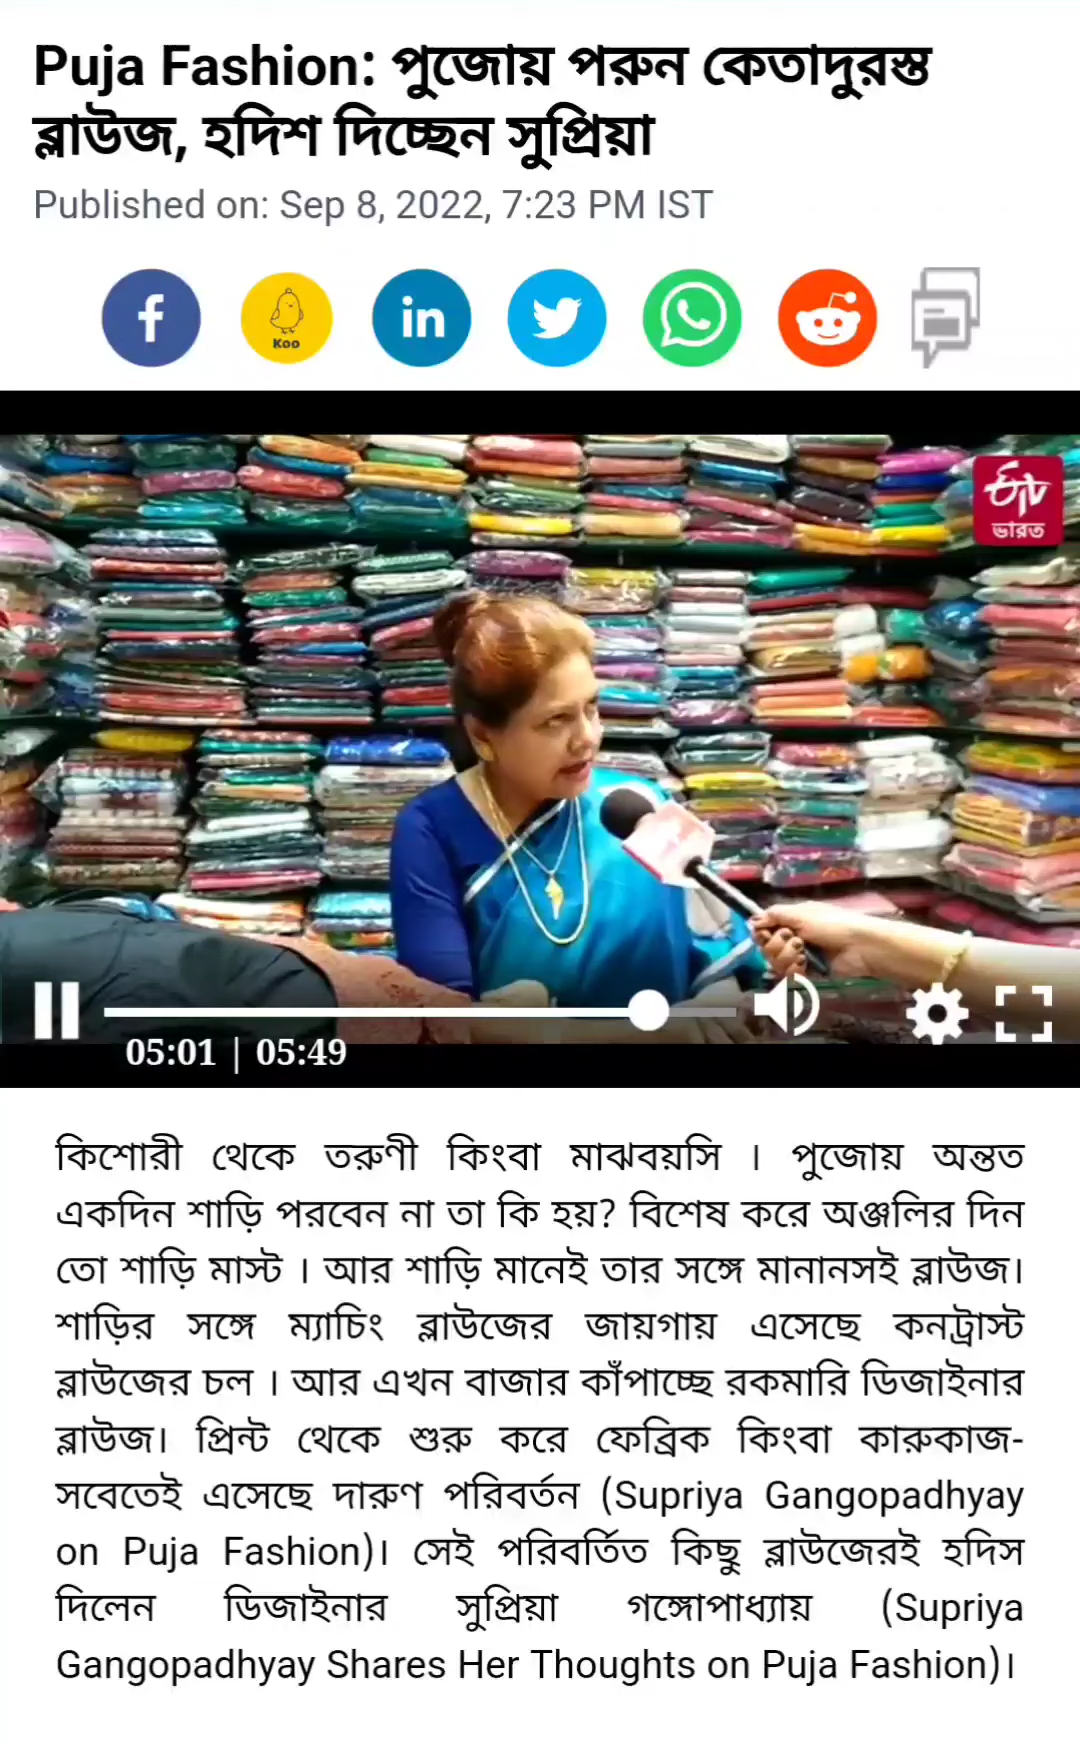 Puja Fashion: পুজোয় পরুন কেতাদুরস্ত
ব্লাউজ, হদিশ দিচ্ছেন সুপ্রিয়া
Published on: Sep 8, 2022, 7:23 PM IST
f
Koo
in
etv
ভারত
05:01 | 05:49
কিশোরী থেকে তরুণী কিংবা মাঝবয়সি । পুজোয় অন্তত
একদিন শাড়ি পরবেন না তা কি হয়? বিশেষ করে অঞ্জলির দিন
তো শাড়ি মাস্ট । আর শাড়ি মানেই তার সঙ্গে মানানসই ব্লাউজ।
শাড়ির সঙ্গে ম্যাচিং ব্লাউজের জায়গায় এসেছে কনট্রাস্ট
ব্লাউজের চল । আর এখন বাজার কাঁপাচ্ছে রকমারি ডিজাইনার
ব্লাউজ। প্রিন্ট থেকে শুরু করে ফেব্রিক কিংবা কারুকাজ-
সবেতেই এসেছে দারুণ পরিবর্তন (Supriya Gangopadhyay
on Puja Fashion)। সেই পরিবর্তিত কিছু ব্লাউজেরই হদিস
দিলেন ডিজাইনার সুপ্রিয়া গঙ্গোপাধ্যায় (Supriya
Gangopadhyay Shares Her Thoughts on Puja Fashion)।